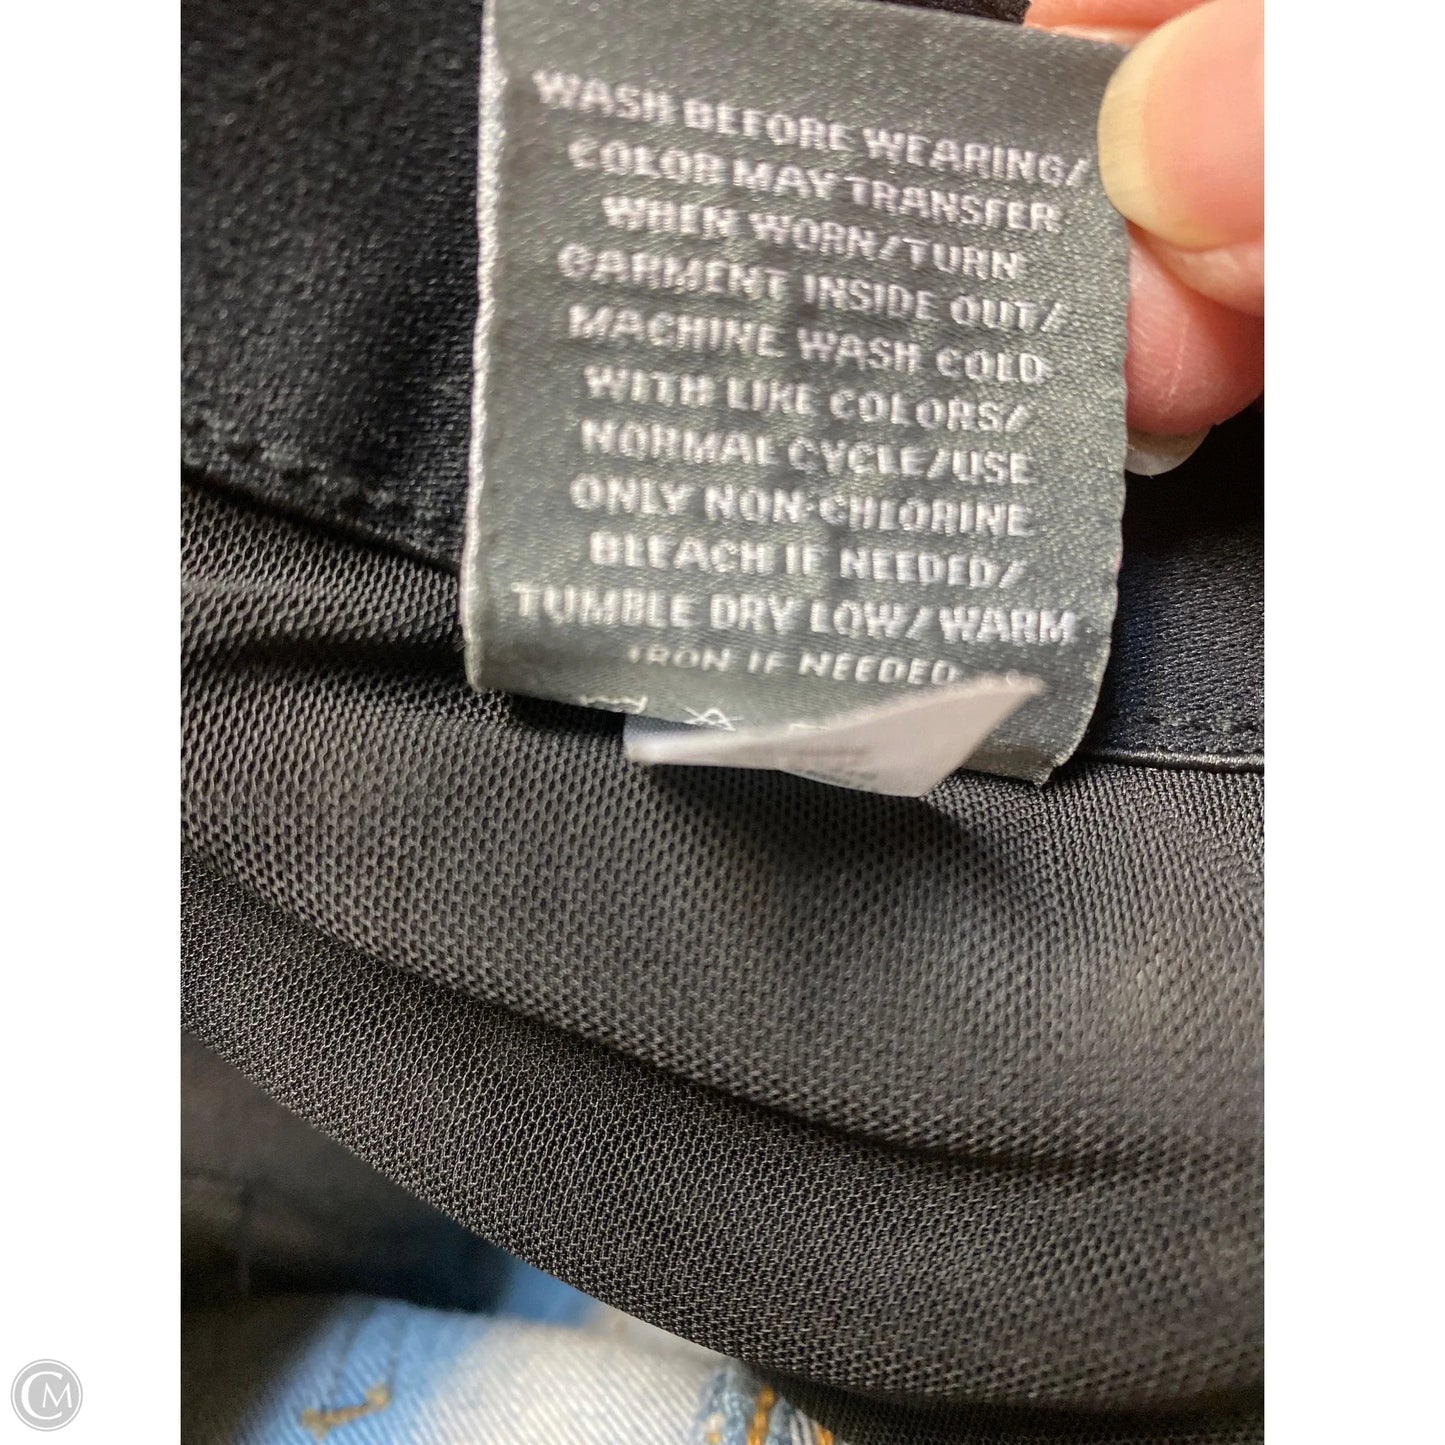 WASH BEFORE WEARING/
COLOR MAY TRANSFER
WHEN WORN/TURN
GARMENT INSIDE OUT/
MACHINE WASH COLD
WITH LIKE COLORS/
NORMAL CYCLE/USE
ONLY NON-CHLORINE
BLEACH IF NEEDED/
TUMBLE DRY LOW/WARM
IRON IF NEEDED
CM